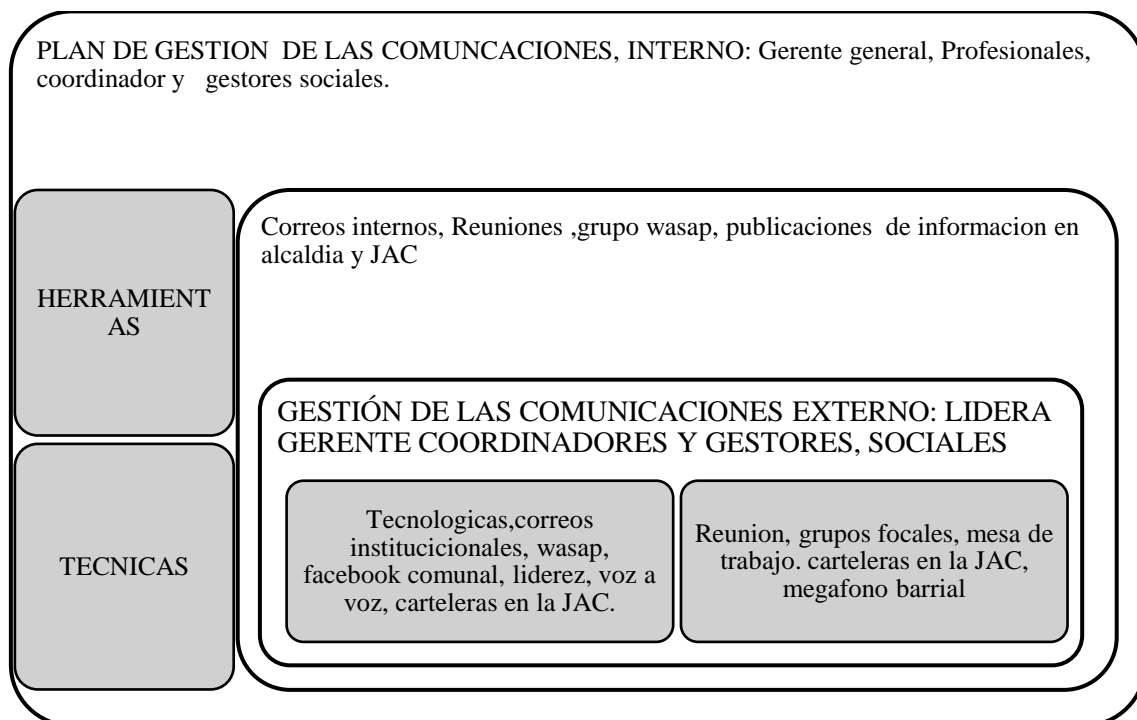 PLAN DE GESTION DE LAS COMUNCACIONES, INTERNO: Gerente general, Profesionales,
coordinador y gestores sociales.
HERRAMIENT
AS
TECNICAS
Correos internos, Reuniones ,grupo wasap, publicaciones de informacion en
alcaldia y JAC
GESTIÓN DE LAS COMUNICACIONES EXTERNO: LIDERA
GERENTE COORDINADORES Y GESTORES, SOCIALES
Tecnologicas,correos
institucicionales, wasap,
facebook comunal, liderez, voz a
voz, carteleras en la JAC.
Reunion, grupos focales, mesa de
trabajo. carteleras en la JAC,
megafono barrial